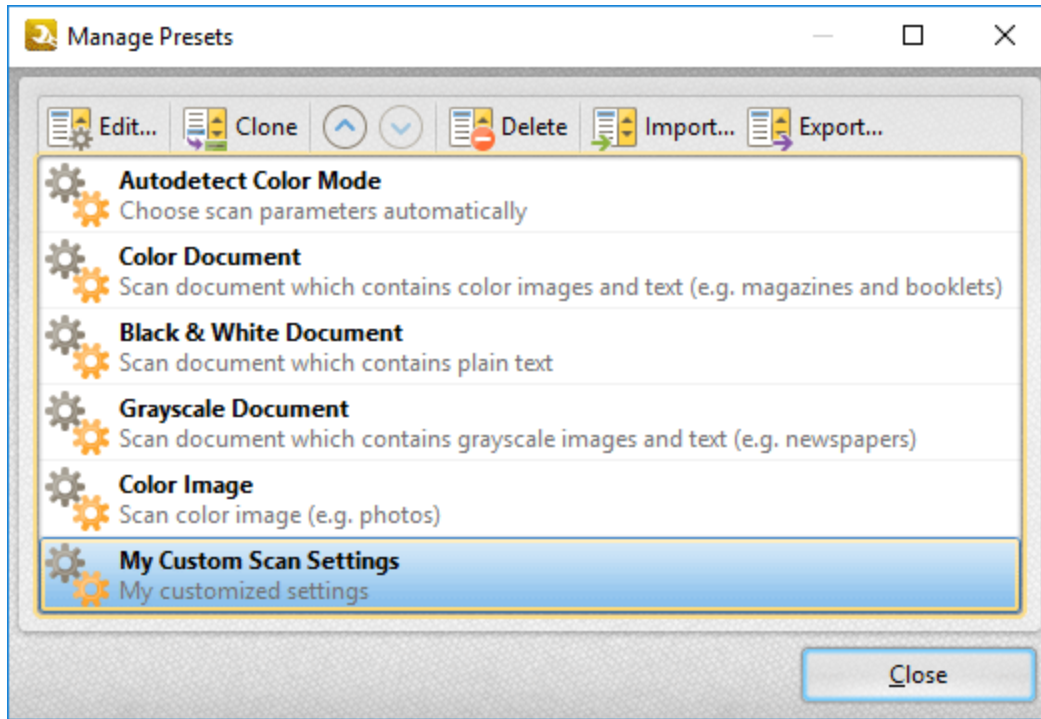 Manage Presets
Edit... Clone Delete Import... Export...
Autodetect Color Mode
Choose scan parameters automatically
Color Document
Scan document which contains color images and text (e.g. magazines and booklets)
Black & White Document
Scan document which contains plain text
Grayscale Document
Scan document which contains grayscale images and text (e.g. newspapers)
Color Image
Scan color image (e.g. photos)
My Custom Scan Settings
My customized settings
Close